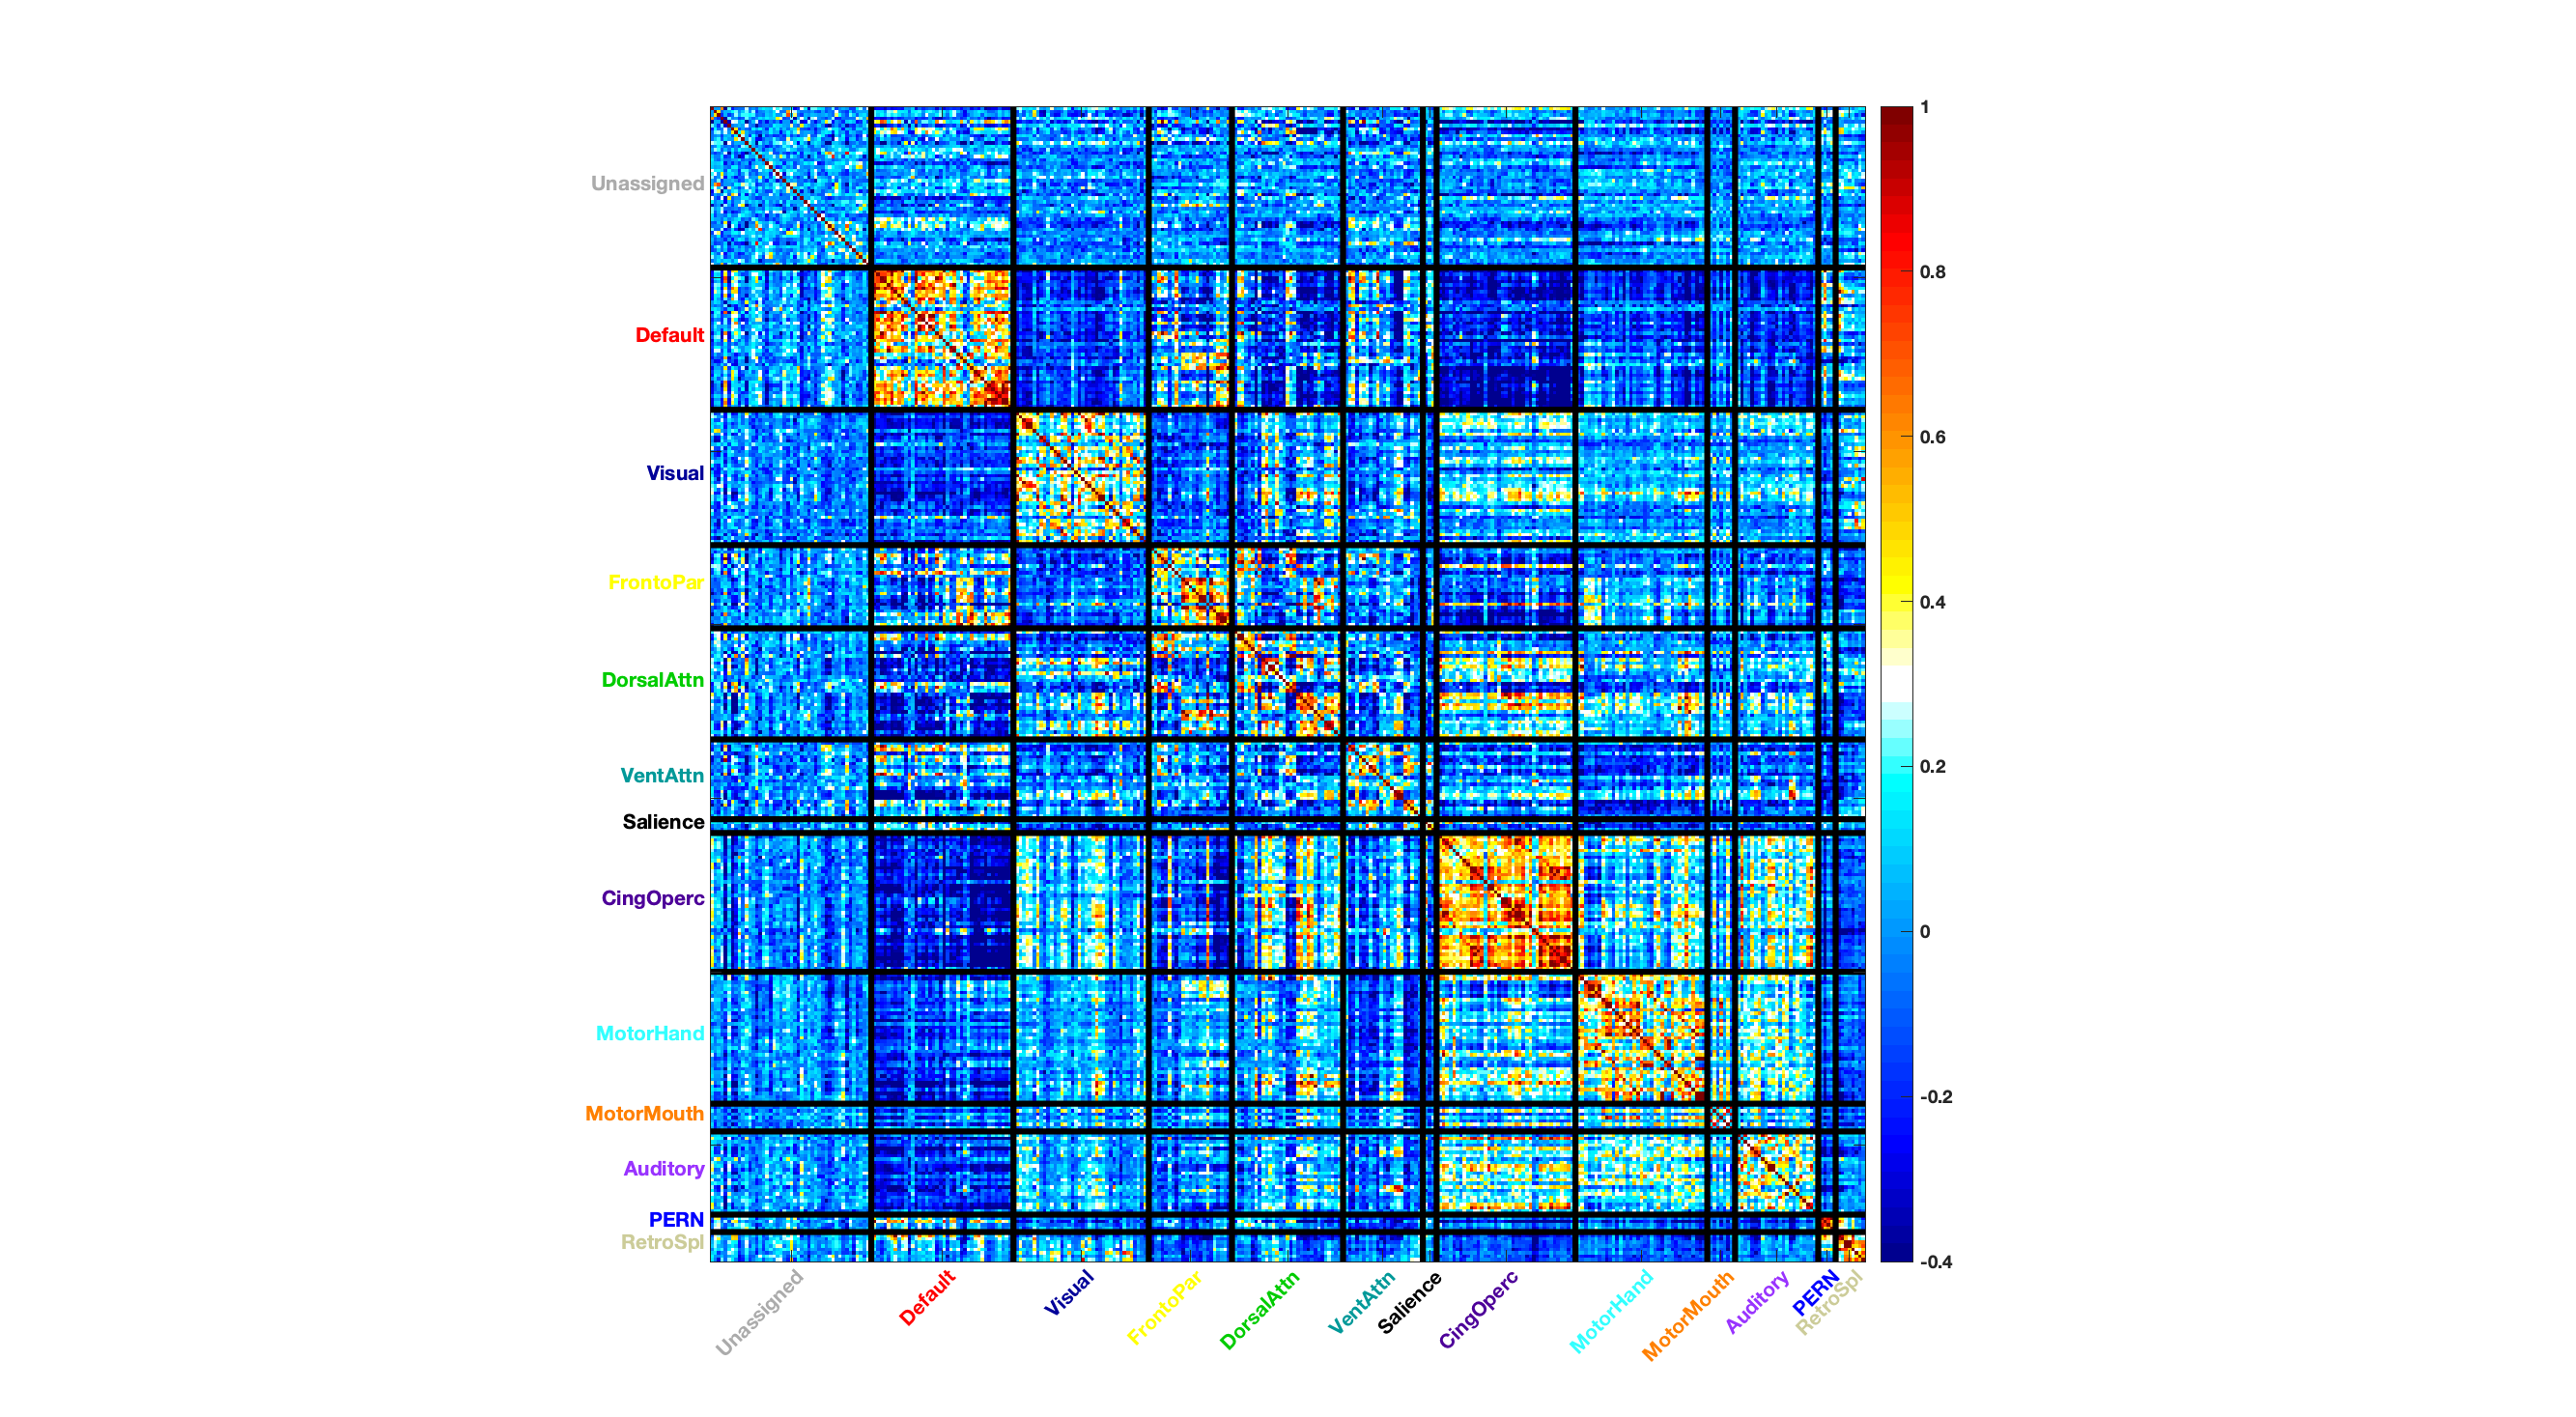 Unassigned
Default
Visual
FrontoPar
DorsalAttn
VentAttn
Salience
CingOperc
MotorHand
MotorMouth
Auditory
PERN
RetroSpl
Unassigned
Default
Visual
FrontoPar
DorsalAttn
VentAttn
Salience
CingOperc
MotorHand
MotorMouth
Auditory
PERN
RetroSpl
1
0.8
0.6
0.4
0.2
0
-0.2
-0.4